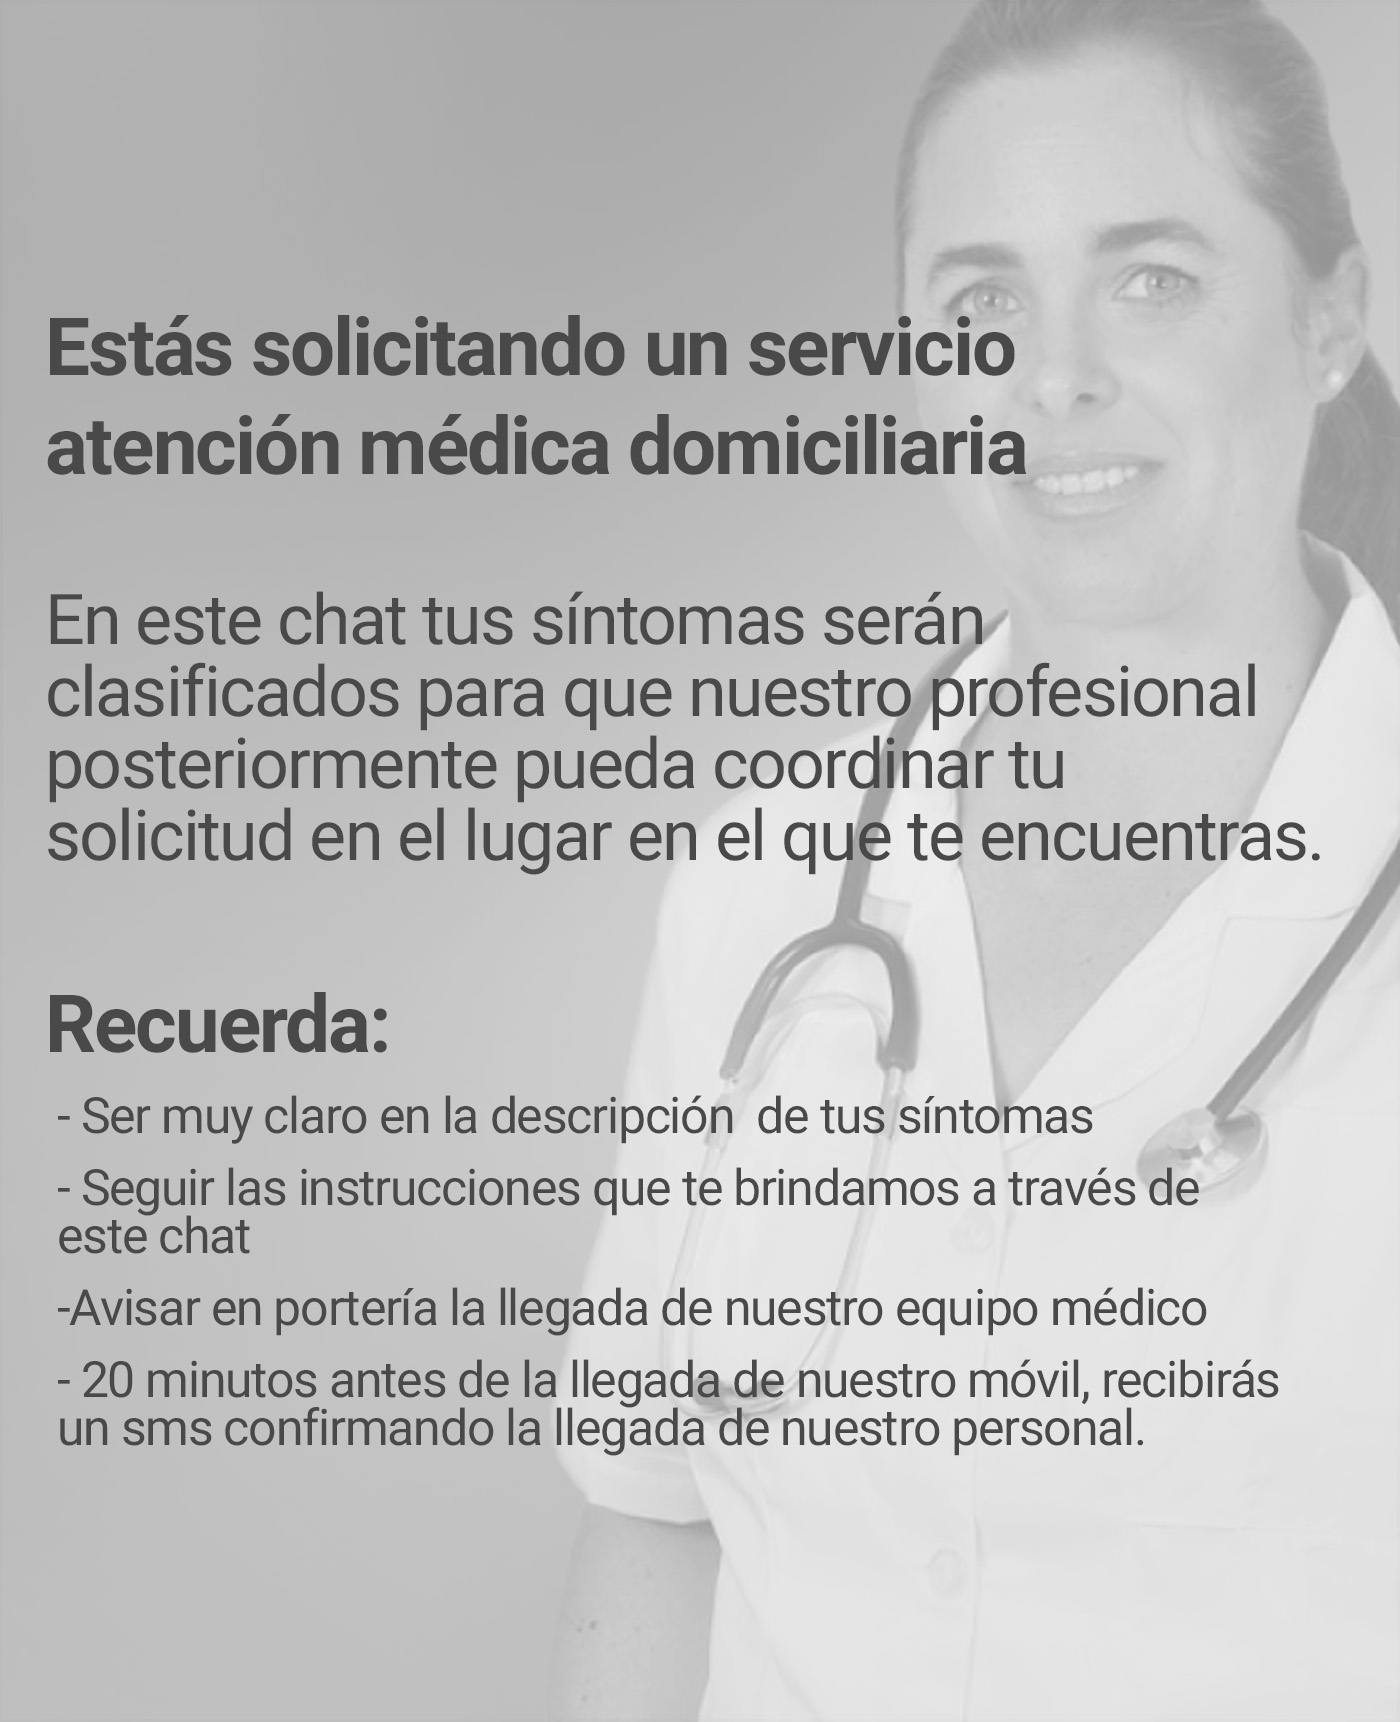 Estás solicitando un servicio
atención médica domiciliaria
En este chat tus síntomas serán
clasificados para que nuestro profesional
posteriormente pueda coordinar tu
solicitud en el lugar en el que te encuentras.
Recuerda:
- Ser muy claro en la descripción  de tus síntomas
- Seguir las instrucciones que te brindamos a través de
este chat
-Avisar en portería la llegada de nuestro equipo médico
- 20 minutos antes de la llegada de nuestro móvil, recibirás
un sms confirmando la llegada de nuestro personal.